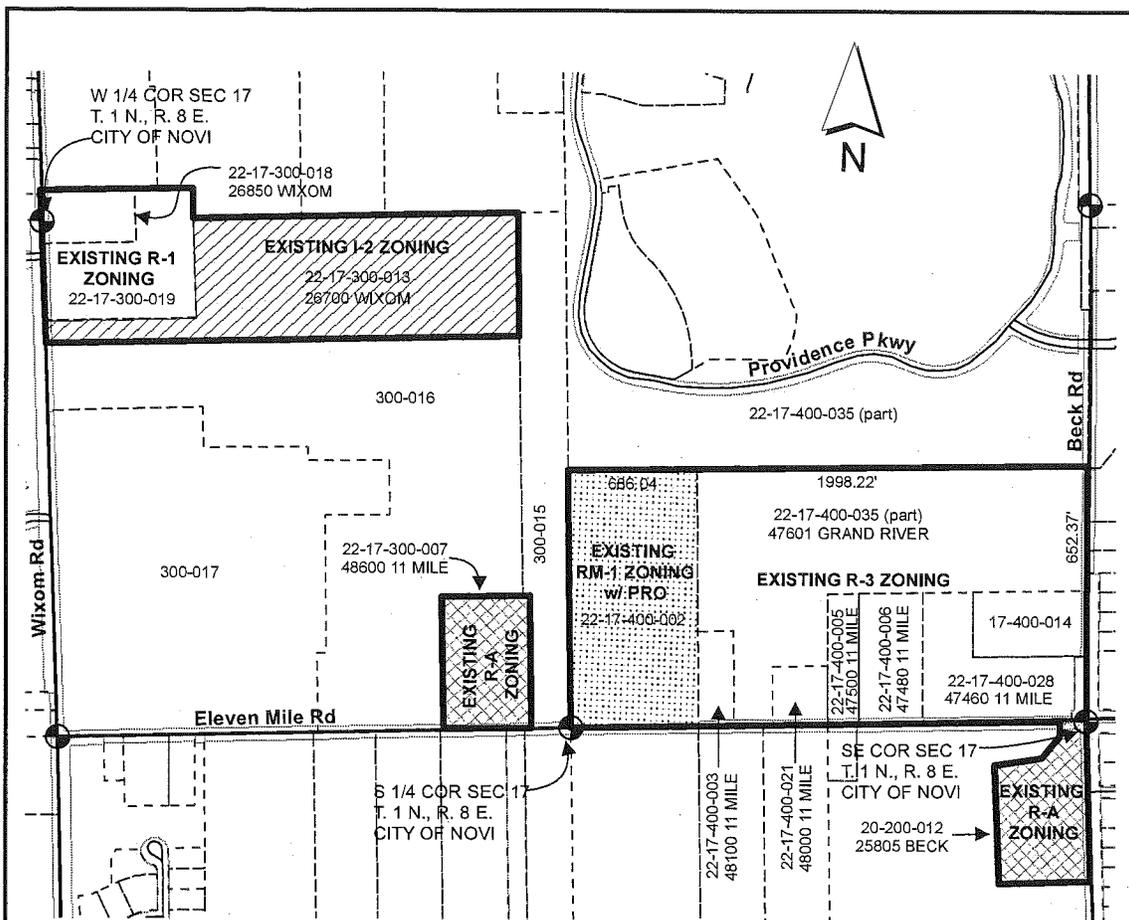 W 1/4 COR SEC 17
T. 1 N., R. 8 E.
CITY OF NOVI
N
22-17-300-018
26850 WIXOM
EXISTING R-1
ZONING
22-17-300-019
EXISTING I-2 ZONING
22-17-300-013
26700 WIXOM
Providence Pkwy
22-17-400-035 (part)
Beck Rd
300-016
666.04
1998.22'
22-17-400-035 (part)
47601 GRAND RIVER
652.37'
300-015
22-17-300-007
48600 11 MILE
300-017
Wixom Rd
EXISTING
RM-1 ZONING
w/ PRO
22-17-400-002
EXISTING R-3 ZONING
22-17-400-005
47500 11 MILE
22-17-400-006
47480 11 MILE
17-400-014
22-17-400-028
47460 11 MILE
EXISTING
R-A
ZONING
Eleven Mile Rd
S 1/4 COR SEC 17
T. 1 N., R. 8 E.
CITY OF NOVI
22-17-400-003
48100 11 MILE
22-17-400-021
48000 11 MILE
SE COR SEC 17
T. 1 N., R. 8 E.
CITY OF NOVI
20-200-012
25805 BECK
EXISTING
R-A
ZONING